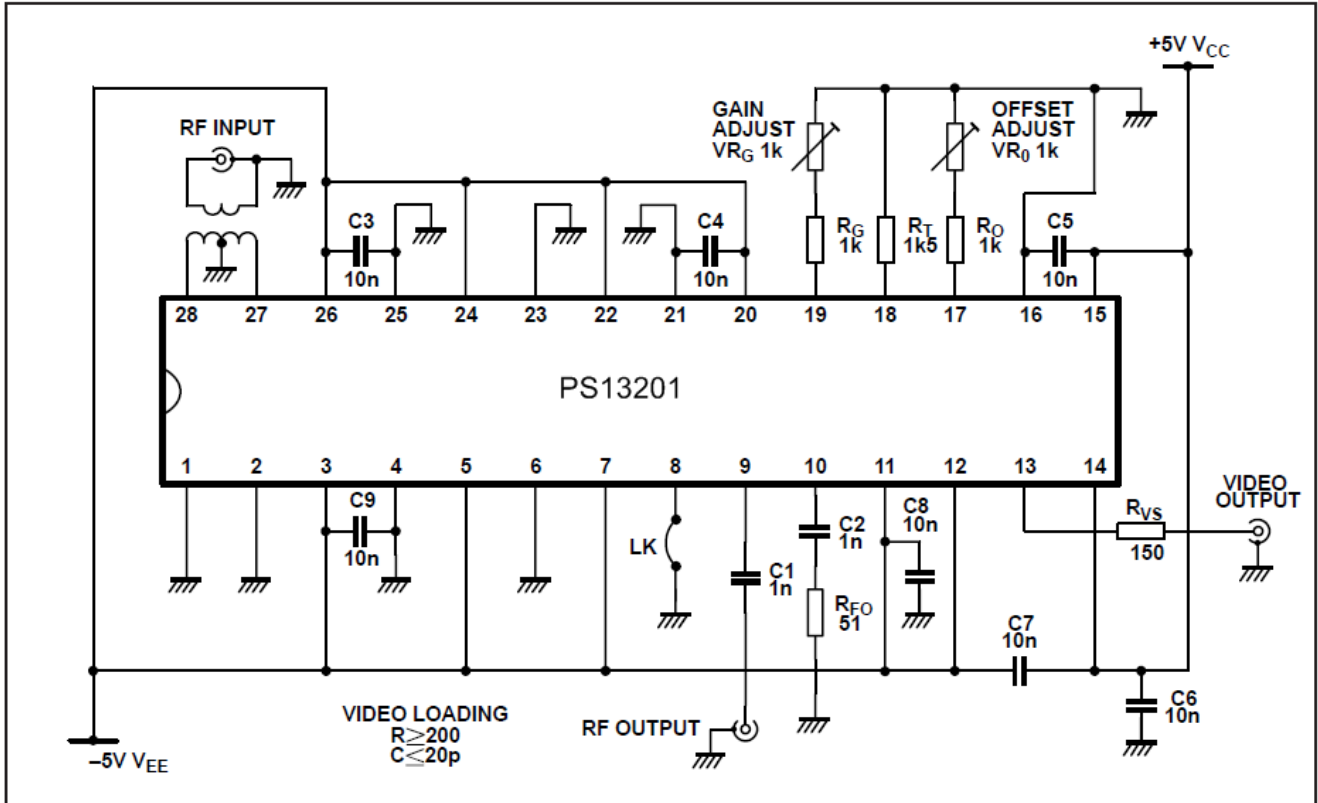 +5V VCC
RF INPUT
GAIN
ADJUST
VRG 1k
OFFSET
ADJUST
VR0 1k
C3
10n
C4
10n
RG
1k
RT
1k5
RO
1k
C5
10n
28 27 26 25 24 23 22 21 20 19 18 17 16 15
PS13201
1 2 3 4 5 6 7 8 9 10 11 12 13 14
C9
10n
LK
C1
1n
C2
1n
RFO
51
C8
10n
RVS
150
VIDEO
OUTPUT
C7
10n
C6
10n
VIDEO LOADING
R≥200
C≤20p
RF OUTPUT
–5V VEE